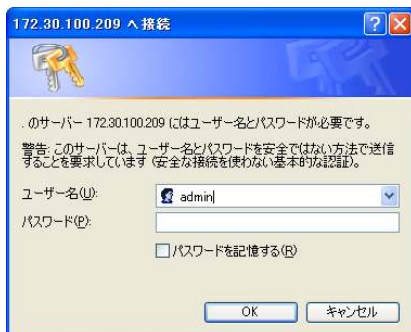 172.30.100.209 へ接続
. のサーバー 172.30.100.209 にはユーザー名とパスワードが必要です。
警告: このサーバーは、ユーザー名とパスワードを安全ではない方法で送信
することを要求しています (安全な接続を使わない基本的な認証)。
ユーザー名(U):
admin
パスワード(P):
パスワードを記憶する(R)
OK
キャンセル